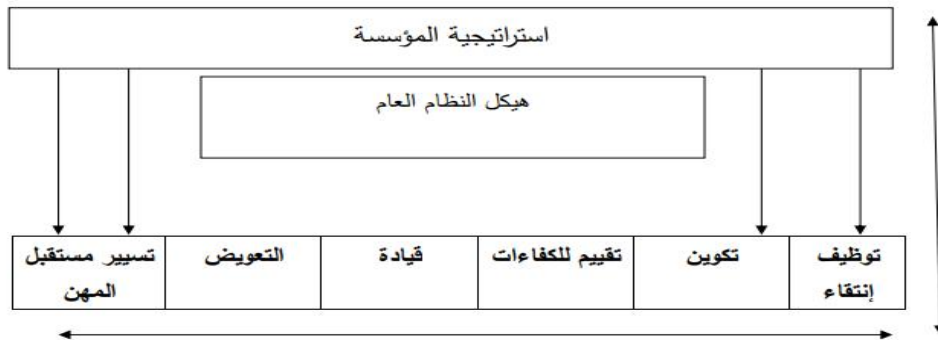 استراتيجية المؤسسة
هيكل النظام العام
توظيف
إنتقاء
تكوين
تقييم للكفاءات
قيادة
التعويض
تسيير مستقبل
المهن